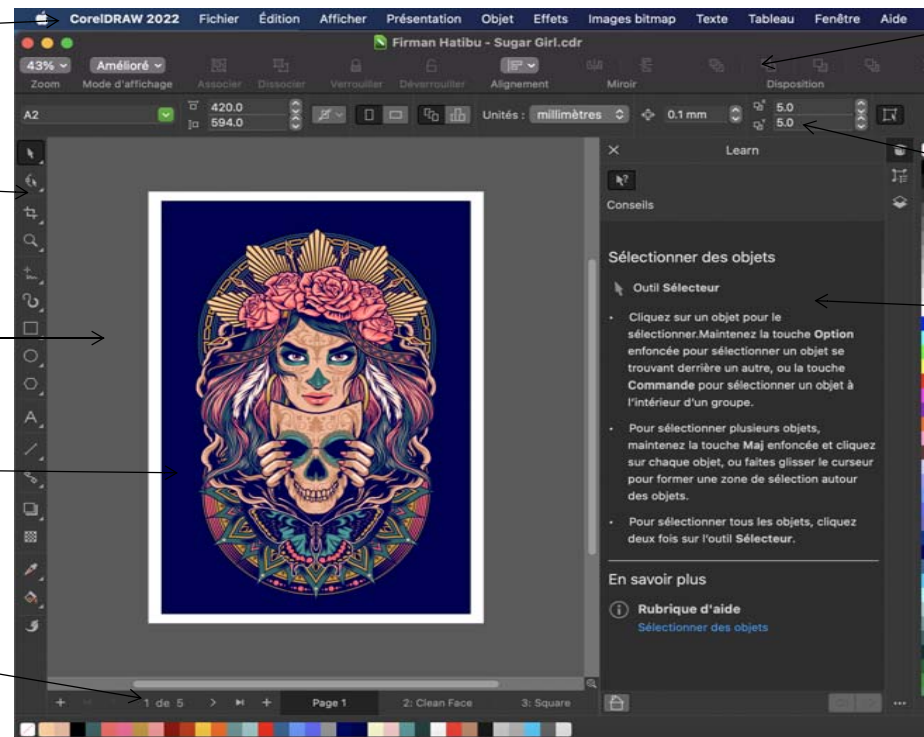 CorelDRAW 2022 Fichier Édition Afficher Présentation Objet Effets Images bitmap Texte Tableau Fenêtre Aide
Firman Hatibu - Sugar Girl.cdr
43% Amélioré
Zoom Mode d'affichage Associer Dissocier Verrouiller Déverrouiller Alignement Miroir Disposition
A2 420.0 594.0 Unités : millimètres 0.1 mm 5.0 5.0
Learn
Conseils
Sélectionner des objets
Outil Sélecteur
• Cliquez sur un objet pour le
sélectionner.Maintenez la touche Option
enfoncée pour sélectionner un objet se
trouvant derrière un autre, ou la touche
Commande pour sélectionner un objet à
l'intérieur d'un groupe.
• Pour sélectionner plusieurs objets,
maintenez la touche Maj enfoncée et cliquez
sur chaque objet, ou faites glisser le curseur
pour former une zone de sélection autour
des objets.
• Pour sélectionner tous les objets, cliquez
deux fois sur l'outil Sélecteur.
En savoir plus
Rubrique d'aide
Sélectionner des objets
1 de 5 Page 1 2: Clean Face 3: Square